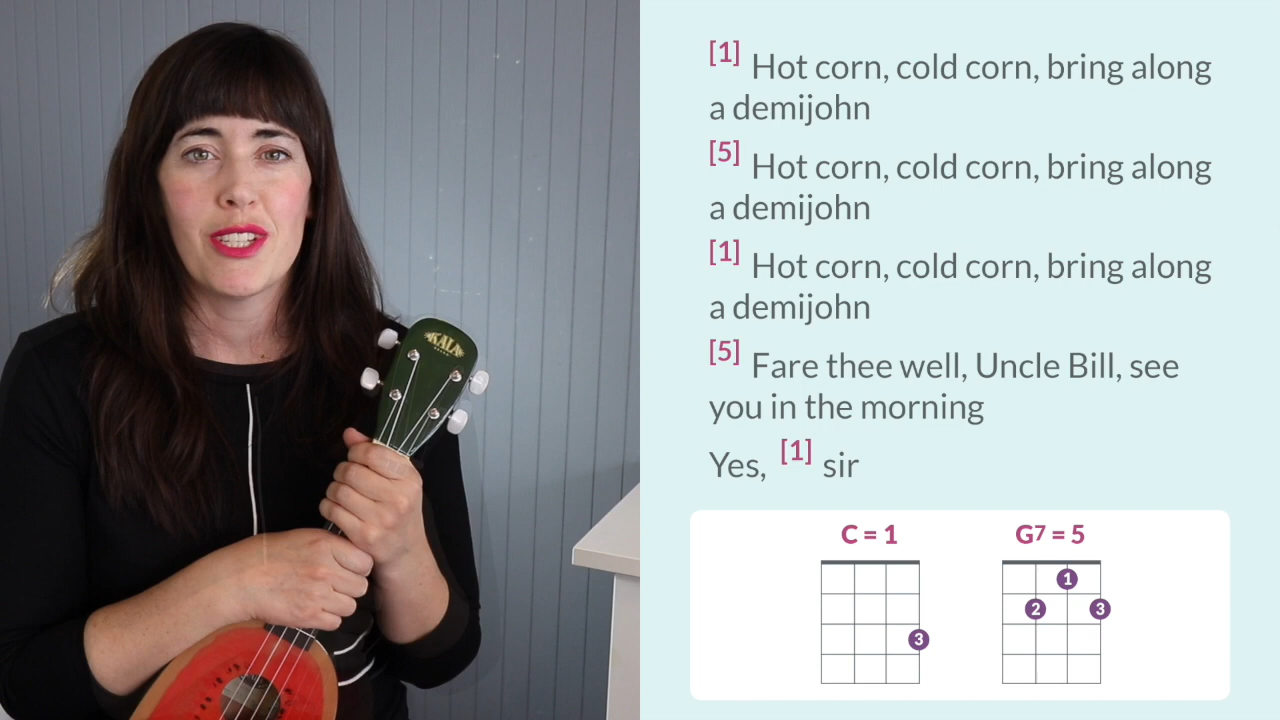 KALA
[1] Hot corn, cold corn, bring along
a demijohn
[5] Hot corn, cold corn, bring along
a demijohn
[1] Hot corn, cold corn, bring along
a demijohn
[5] Fare thee well, Uncle Bill, see
you in the morning
Yes, [1] sir
C = 1
G7 = 5
3
1
2
3